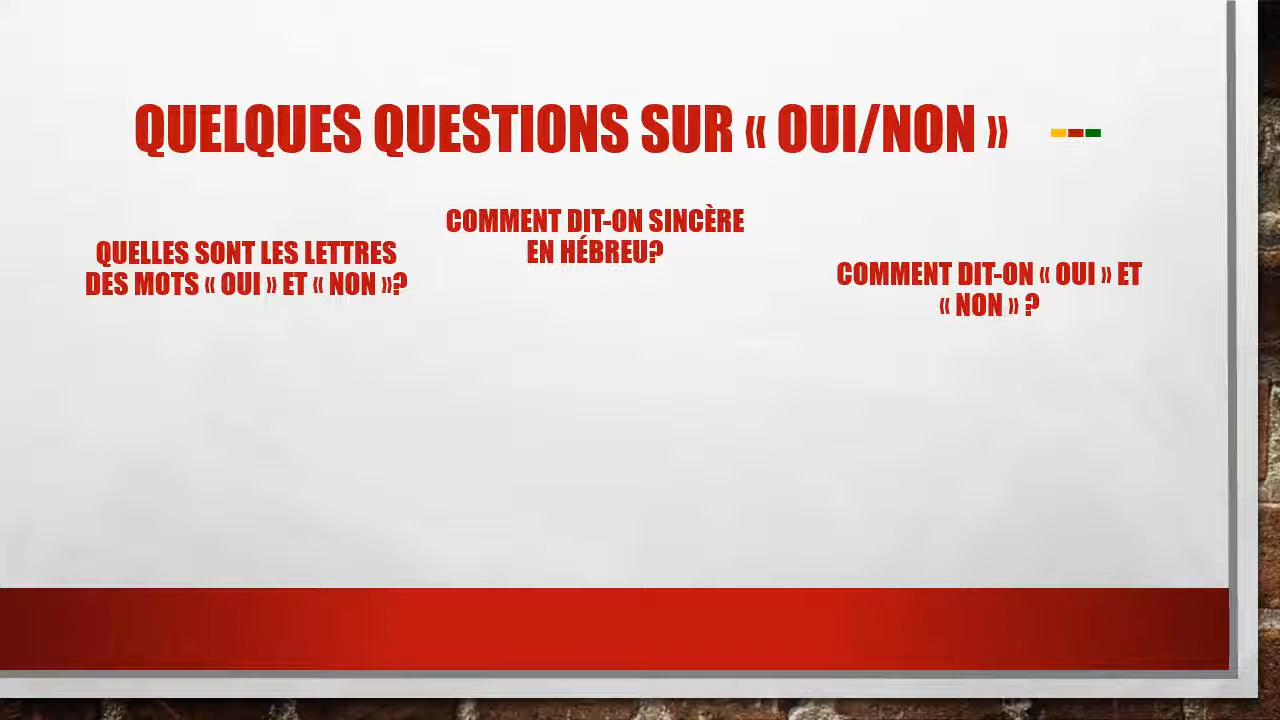 QUELQUES QUESTIONS SUR « OUI/NON »
QUELLES SONT LES LETTRES
DES MOTS « OUI » ET « NON »?
COMMENT DIT-ON SINCÈRE
EN HÉBREU?
COMMENT DIT-ON « OUI » ET
« NON » ?